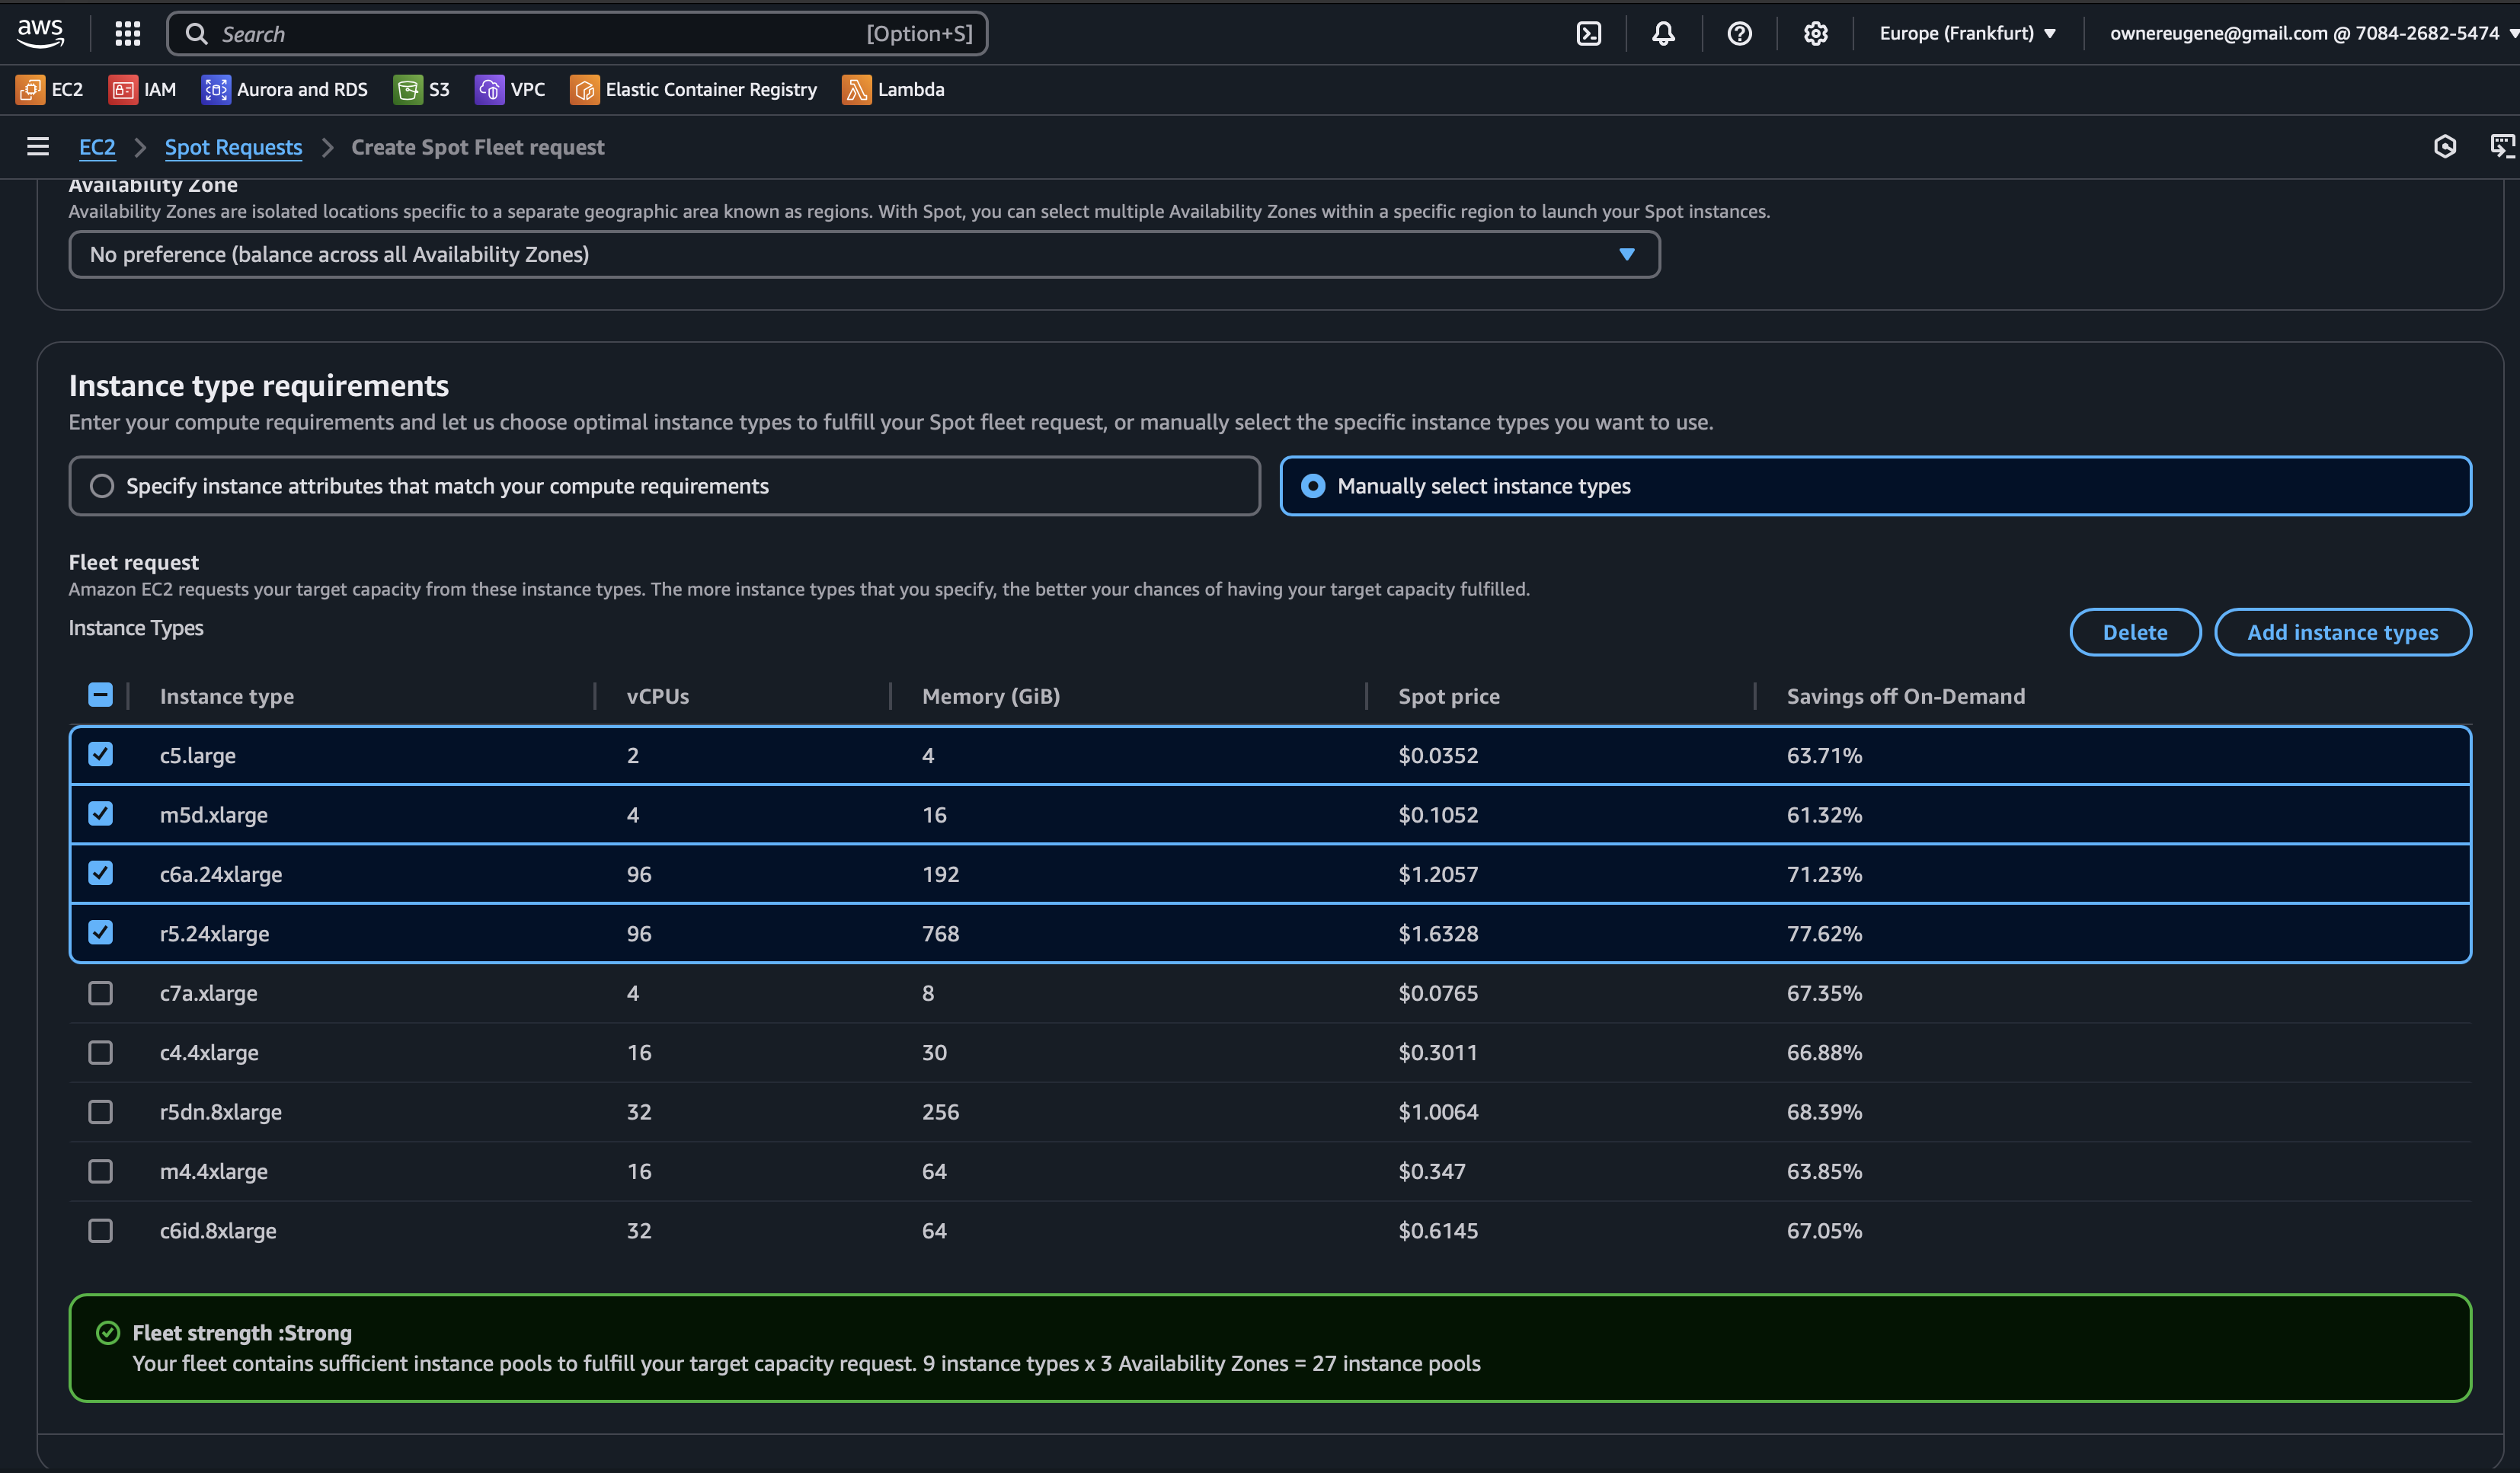 aws
Search [Option+S]
Europe (Frankfurt)
ownereugene@gmail.com @ 7084-2682-5474
EC2 IAM Aurora and RDS S3 VPC Elastic Container Registry Lambda
EC2 Spot Requests Create Spot Fleet request
Availability Zone
Availability Zones are isolated locations specific to a separate geographic area known as regions. With Spot, you can select multiple Availability Zones within a specific region to launch your Spot instances.
No preference (balance across all Availability Zones)
Instance type requirements
Enter your compute requirements and let us choose optimal instance types to fulfill your Spot fleet request, or manually select the specific instance types you want to use.
Specify instance attributes that match your compute requirements
Manually select instance types
Fleet request
Amazon EC2 requests your target capacity from these instance types. The more instance types that you specify, the better your chances of having your target capacity fulfilled.
Instance Types
Delete
Add instance types
Instance type vCPUs Memory (GiB) Spot price Savings off On-Demand
c5.large 2 4 $0.0352 63.71%
m5d.xlarge 4 16 $0.1052 61.32%
c6a.24xlarge 96 192 $1.2057 71.23%
r5.24xlarge 96 768 $1.6328 77.62%
c7a.xlarge 4 8 $0.0765 67.35%
c4.4xlarge 16 30 $0.3011 66.88%
r5dn.8xlarge 32 256 $1.0064 68.39%
m4.4xlarge 16 64 $0.347 63.85%
c6id.8xlarge 32 64 $0.6145 67.05%
Fleet strength :Strong
Your fleet contains sufficient instance pools to fulfill your target capacity request. 9 instance types x 3 Availability Zones = 27 instance pools